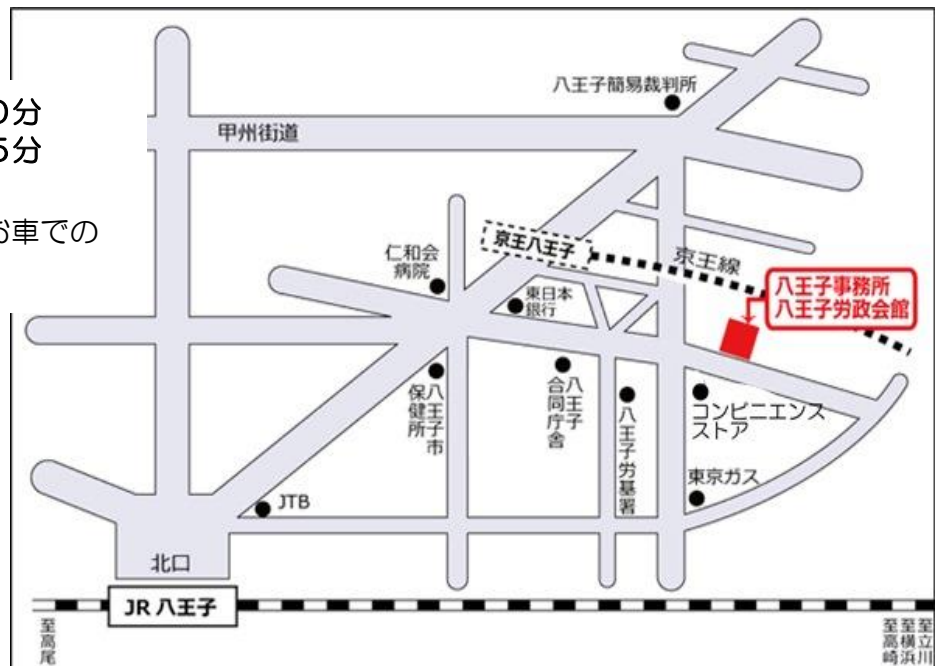 0分
5分
お車での
八王子簡易裁判所
甲州街道
京王八王子
京王線
仁和会
病院
東日本
銀行
八王子事務所
八王子労政会館
八王子市
保健所
八王子
合同庁舎
八王子労基署
コンビニエンス
ストア
東京ガス
JTB
北口
JR 八王子
至高尾
至立川
至横浜
至高崎